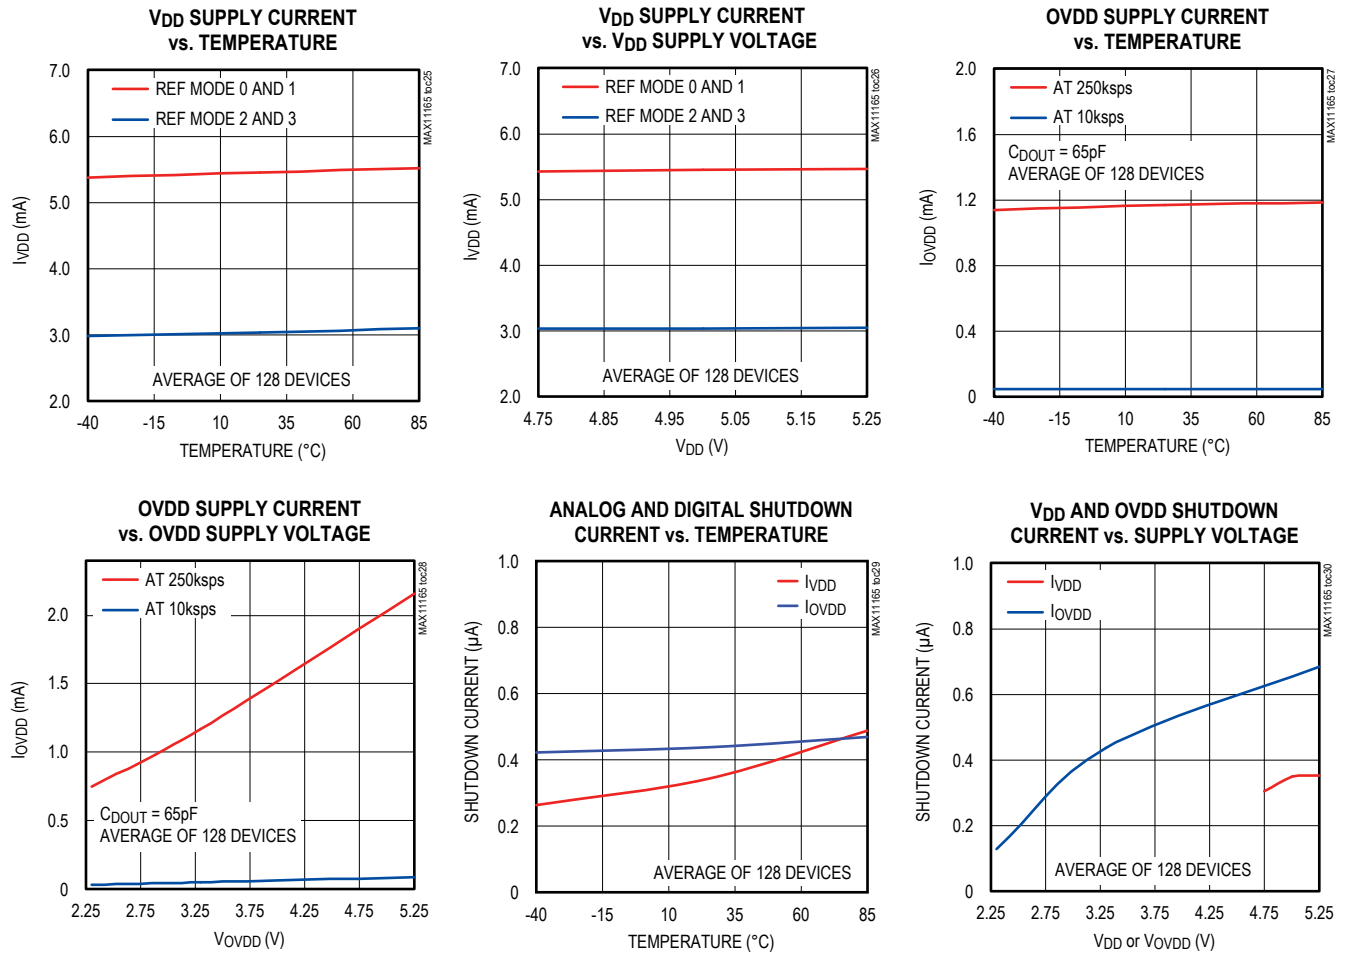 VDD SUPPLY CURRENT
vs. TEMPERATURE
7.0
6.0
5.0
4.0
3.0
2.0
IVDD (mA)
REF MODE 0 AND 1
REF MODE 2 AND 3
AVERAGE OF 128 DEVICES
MAX11165 toc25
-40 -15 10 35 60 85
TEMPERATURE (°C)
VDD SUPPLY CURRENT
vs. VDD SUPPLY VOLTAGE
7.0
6.0
5.0
4.0
3.0
2.0
IVDD (mA)
REF MODE 0 AND 1
REF MODE 2 AND 3
AVERAGE OF 128 DEVICES
MAX11165 toc26
4.75 4.85 4.95 5.05 5.15 5.25
VDD (V)
OVDD SUPPLY CURRENT
vs. TEMPERATURE
2.0
1.6
1.2
0.8
0.4
0
IOVDD (mA)
AT 250ksps
AT 10ksps
CDOUT = 65pF
AVERAGE OF 128 DEVICES
MAX11165 toc27
-40 -15 10 35 60 85
TEMPERATURE (°C)
OVDD SUPPLY CURRENT
vs. OVDD SUPPLY VOLTAGE
2.0
1.5
1.0
0.5
0
IOVDD (mA)
AT 250ksps
AT 10ksps
CDOUT = 65pF
AVERAGE OF 128 DEVICES
MAX11165 toc28
2.25 2.75 3.25 3.75 4.25 4.75 5.25
VOVDD (V)
ANALOG AND DIGITAL SHUTDOWN
CURRENT vs. TEMPERATURE
1.0
0.8
0.6
0.4
0.2
0
SHUTDOWN CURRENT (µA)
IVDD
IOVDD
AVERAGE OF 128 DEVICES
MAX11165 toc29
-40 -15 10 35 60 85
TEMPERATURE (°C)
VDD AND OVDD SHUTDOWN
CURRENT vs. SUPPLY VOLTAGE
1.0
0.8
0.6
0.4
0.2
0
SHUTDOWN CURRENT (µA)
IVDD
IOVDD
AVERAGE OF 128 DEVICES
MAX11165 toc30
2.25 2.75 3.25 3.75 4.25 4.75 5.25
VDD or VOVDD (V)